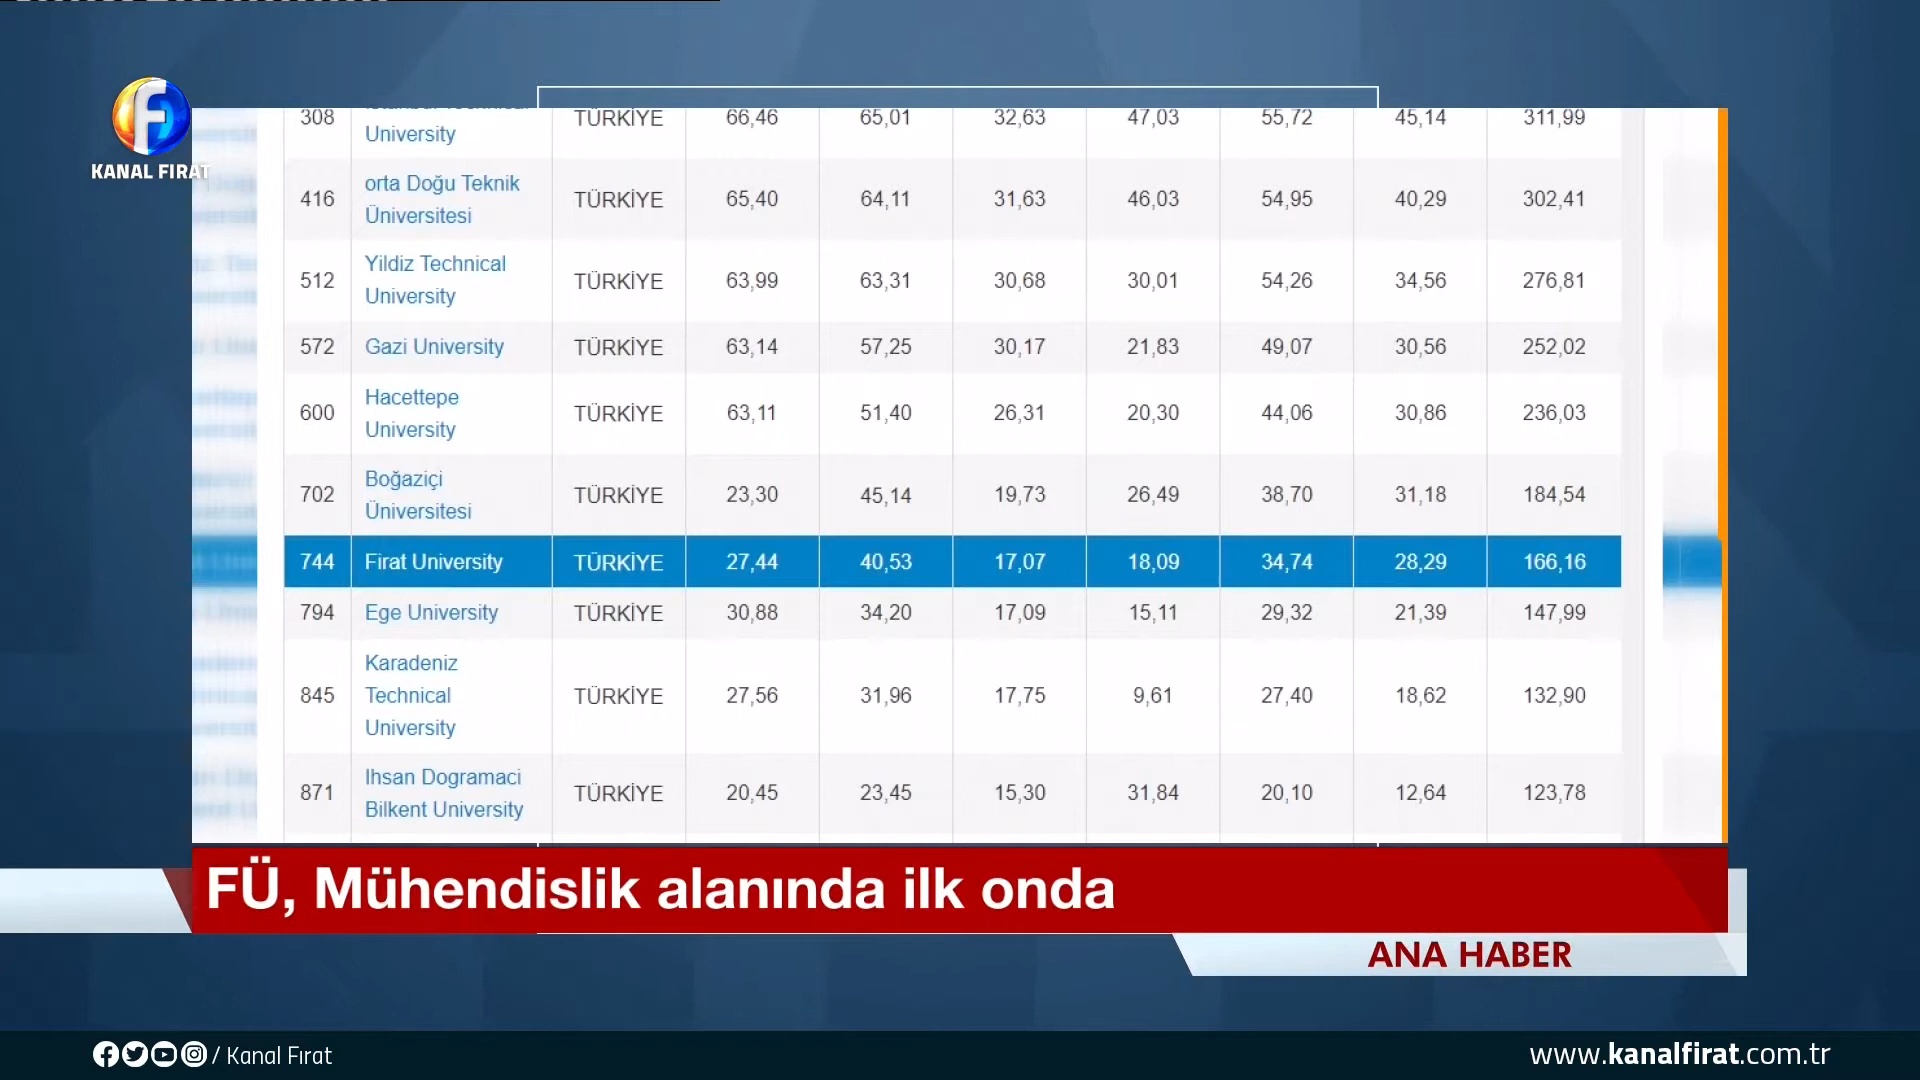 KANAL FIRAT
308 University TÜRKİYE 66,46 65,01 32,63 47,03 55,72 45,14 311,99
416 orta Doğu Teknik Üniversitesi TÜRKİYE 65,40 64,11 31,63 46,03 54,95 40,29 302,41
512 Yildiz Technical University TÜRKİYE 63,99 63,31 30,68 30,01 54,26 34,56 276,81
572 Gazi University TÜRKİYE 63,14 57,25 30,17 21,83 49,07 30,56 252,02
600 Hacettepe University TÜRKİYE 63,11 51,40 26,31 20,30 44,06 30,86 236,03
702 Boğaziçi Üniversitesi TÜRKİYE 23,30 45,14 19,73 26,49 38,70 31,18 184,54
744 Firat University TÜRKİYE 27,44 40,53 17,07 18,09 34,74 28,29 166,16
794 Ege University TÜRKİYE 30,88 34,20 17,09 15,11 29,32 21,39 147,99
845 Karadeniz Technical University TÜRKİYE 27,56 31,96 17,75 9,61 27,40 18,62 132,90
871 Ihsan Dogramaci Bilkent University TÜRKİYE 20,45 23,45 15,30 31,84 20,10 12,64 123,78
FÜ, Mühendislik alanında ilk onda
ANA HABER
/ Kanal Fırat
www.kanalfirat.com.tr